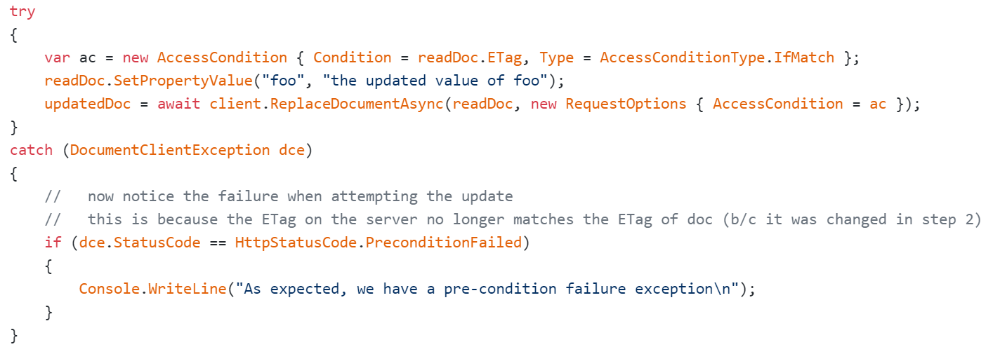 try
{
    var ac = new AccessCondition { Condition = readDoc.ETag, Type = AccessConditionType.IfMatch };
    readDoc.SetPropertyValue("foo", "the updated value of foo");
    updatedDoc = await client.ReplaceDocumentAsync(readDoc, new RequestOptions { AccessCondition = ac });
}
catch (DocumentClientException dce)
{
    //   now notice the failure when attempting the update
    //   this is because the ETag on the server no longer matches the ETag of doc (b/c it was changed in step 2)
    if (dce.StatusCode == HttpStatusCode.PreconditionFailed)
    {
        Console.WriteLine("As expected, we have a pre-condition failure exception\n");
    }
}